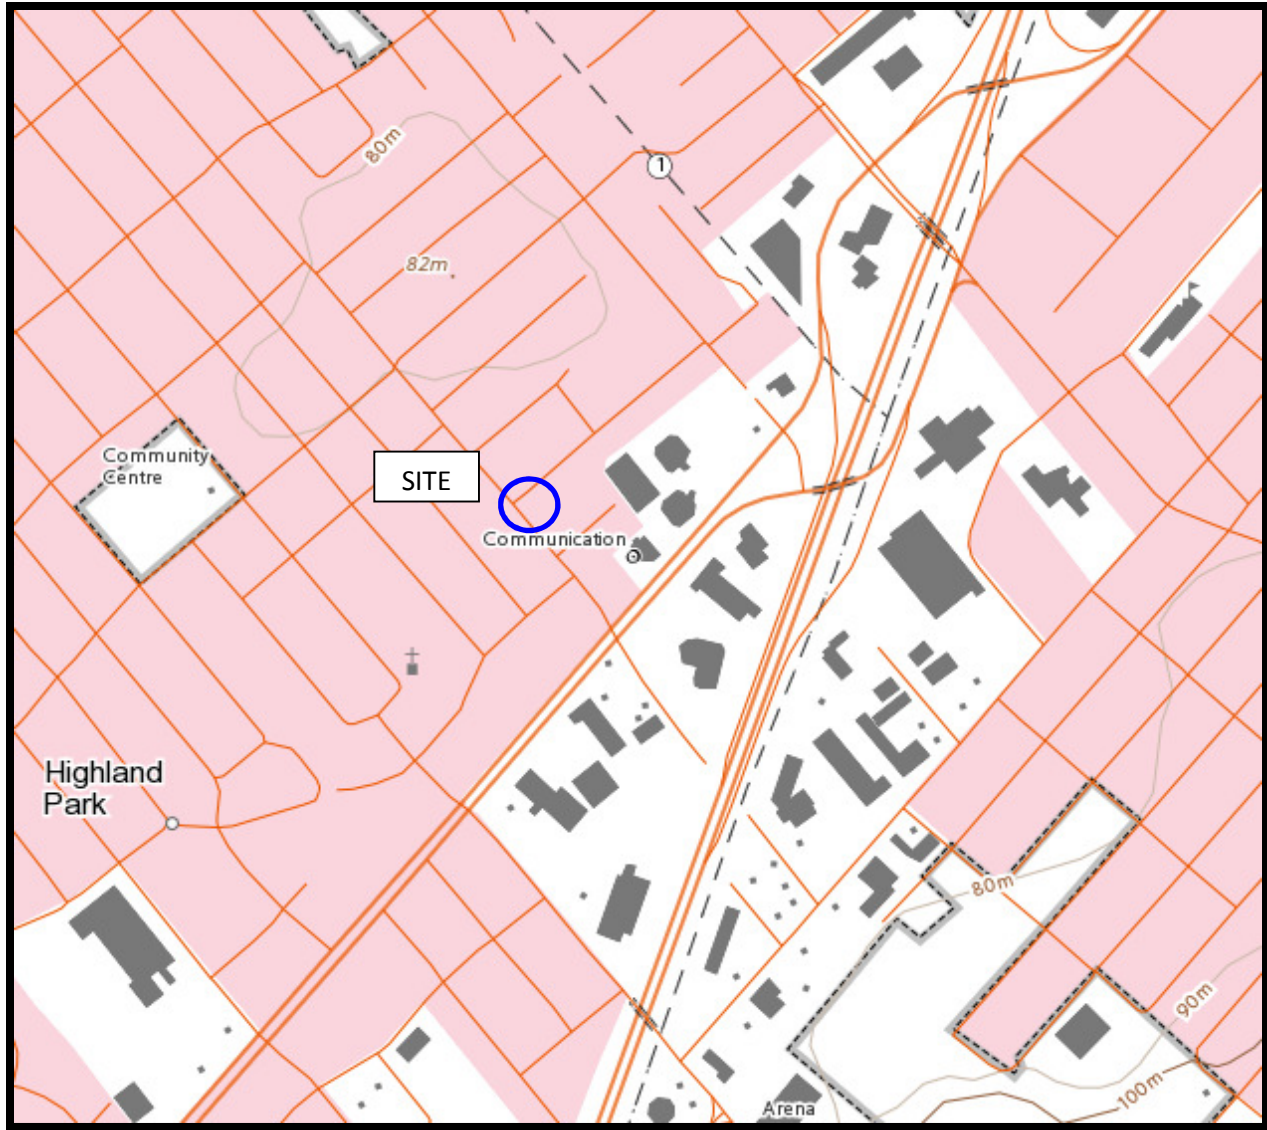 80m
1
82m
Community
Centre
SITE
Communication
Highland
Park
80m
90m
100m
Arena